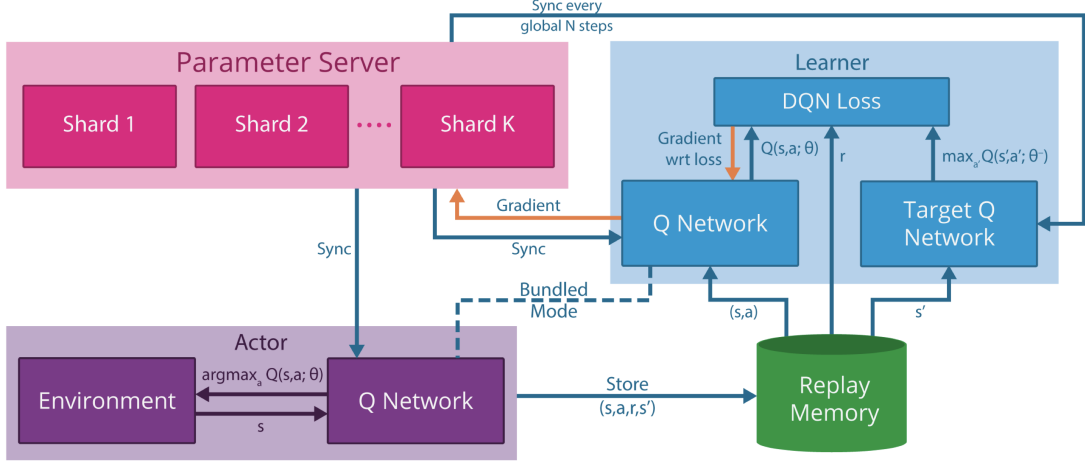 Sync every
global N steps
Parameter Server
Shard 1
Shard 2
Shard K
Learner
DQN Loss
Gradient
wrt loss
Q(s,a; θ)
r
maxₐ′ Q(s′,a′; θ⁻)
Q Network
Target Q
Network
Gradient
Sync
Sync
Bundled
Mode
(s,a)
s′
Actor
Environment
argmaxₐ Q(s,a; θ)
s
Q Network
Store
(s,a,r,s′)
Replay
Memory